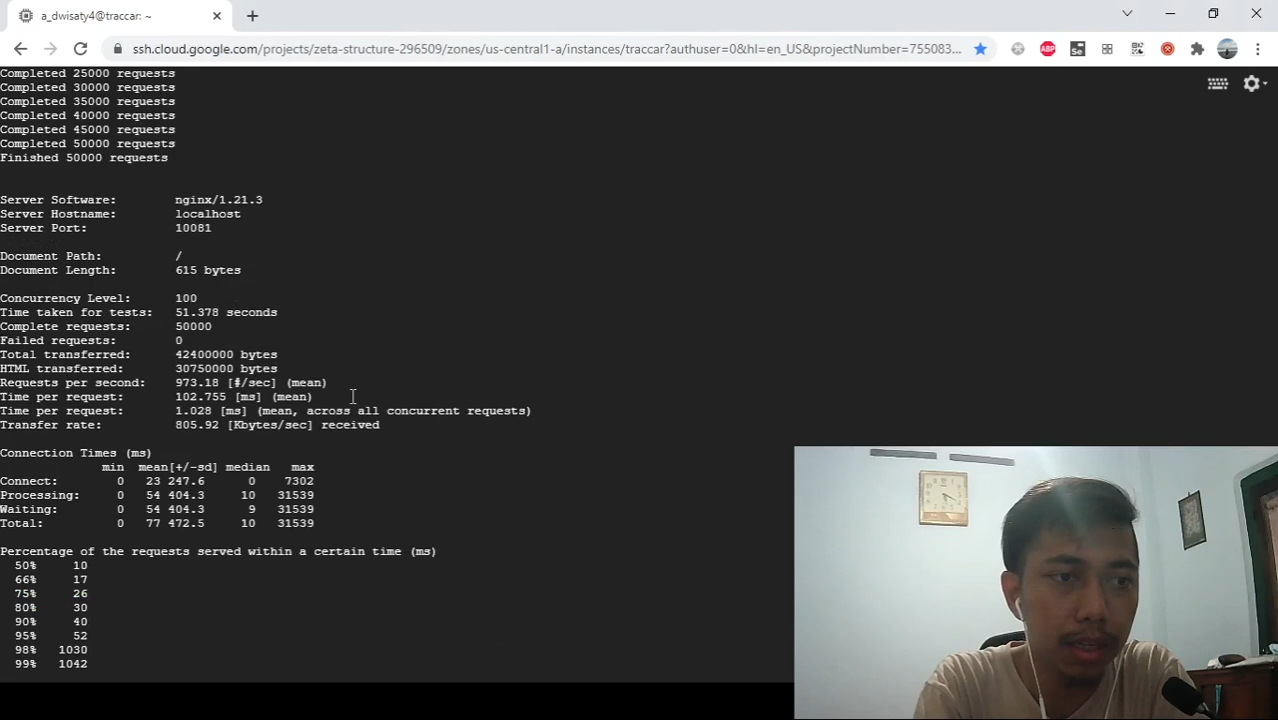 a_dwisaty4@traccar: ~
ssh.cloud.google.com/projects/zeta-structure-296509/zones/us-central1-a/instances/traccar?authuser=0&hl=en_US&projectNumber=755083...
ABP
Se
Completed 25000 requests
Completed 30000 requests
Completed 35000 requests
Completed 40000 requests
Completed 45000 requests
Completed 50000 requests
Finished 50000 requests
Server Software: nginx/1.21.3
Server Hostname: localhost
Server Port: 10081
Document Path: /
Document Length: 615 bytes
Concurrency Level: 100
Time taken for tests: 51.378 seconds
Complete requests: 50000
Failed requests: 0
Total transferred: 42400000 bytes
HTML transferred: 30750000 bytes
Requests per second: 973.18 [#/sec] (mean)
Time per request: 102.755 [ms] (mean)
Time per request: 1.028 [ms] (mean, across all concurrent requests)
Transfer rate: 805.92 [Kbytes/sec] received
Connection Times (ms)
min mean[+/-sd] median max
Connect: 0 23 247.6 0 7302
Processing: 0 54 404.3 10 31539
Waiting: 0 54 404.3 9 31539
Total: 0 77 472.5 10 31539
Percentage of the requests served within a certain time (ms)
50% 10
66% 17
75% 26
80% 30
90% 40
95% 52
98% 1030
99% 1042